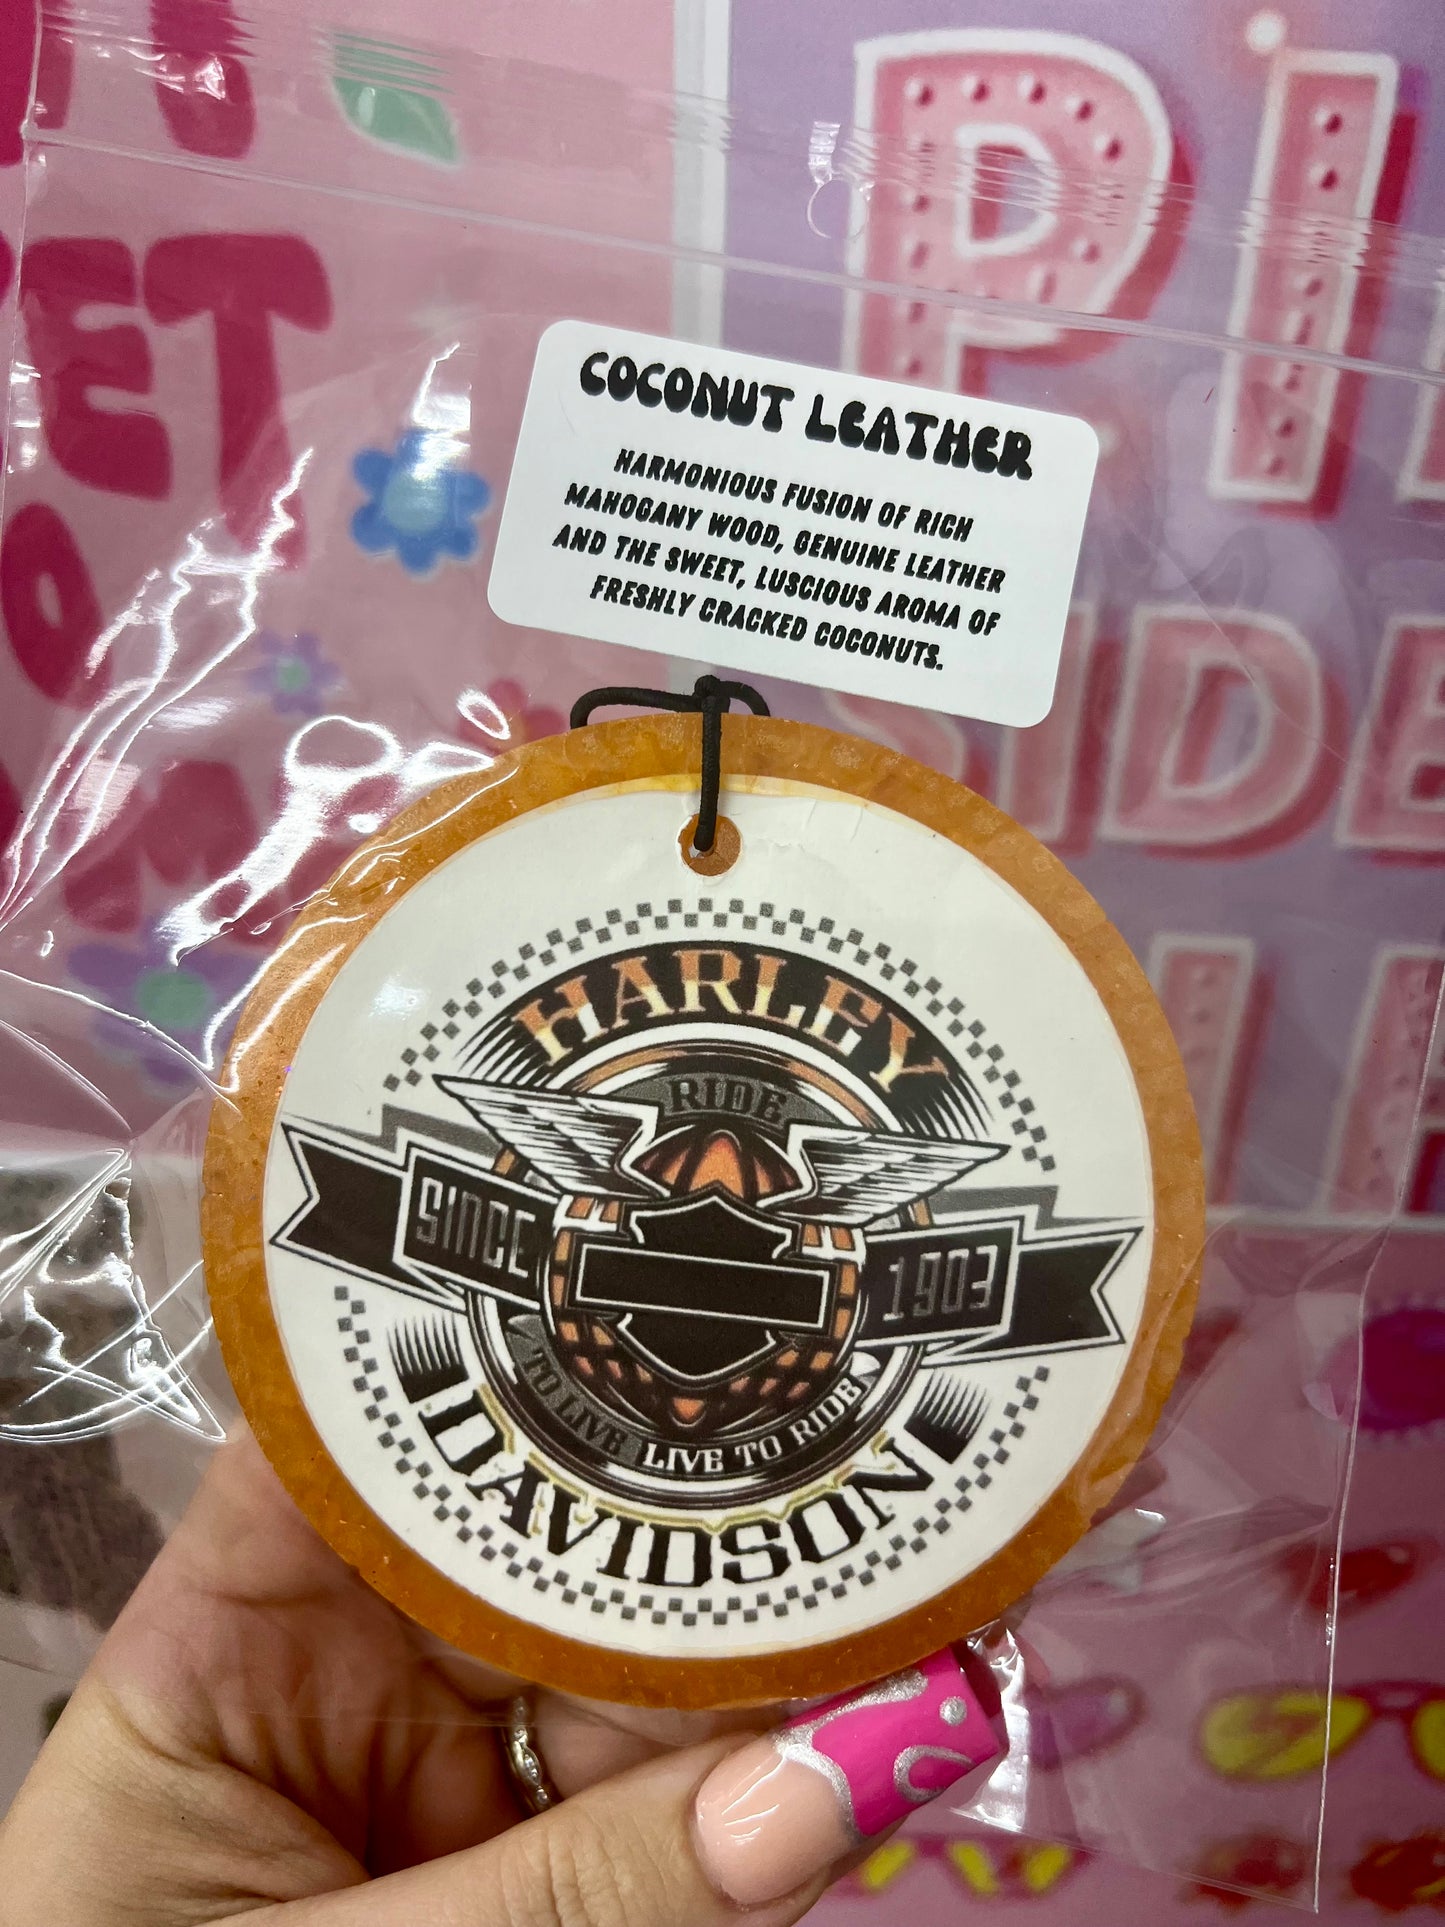 COCONUT LEATHER
HARMONIOUS FUSION OF RICH
MAHOGANY WOOD, GENUINE LEATHER
AND THE SWEET, LUSCIOUS AROMA OF
FRESHLY CRACKED COCONUTS.
HARLEY
RIDE
SINCE 1903
TO LIVE LIVE TO RIDE
DAVIDSON